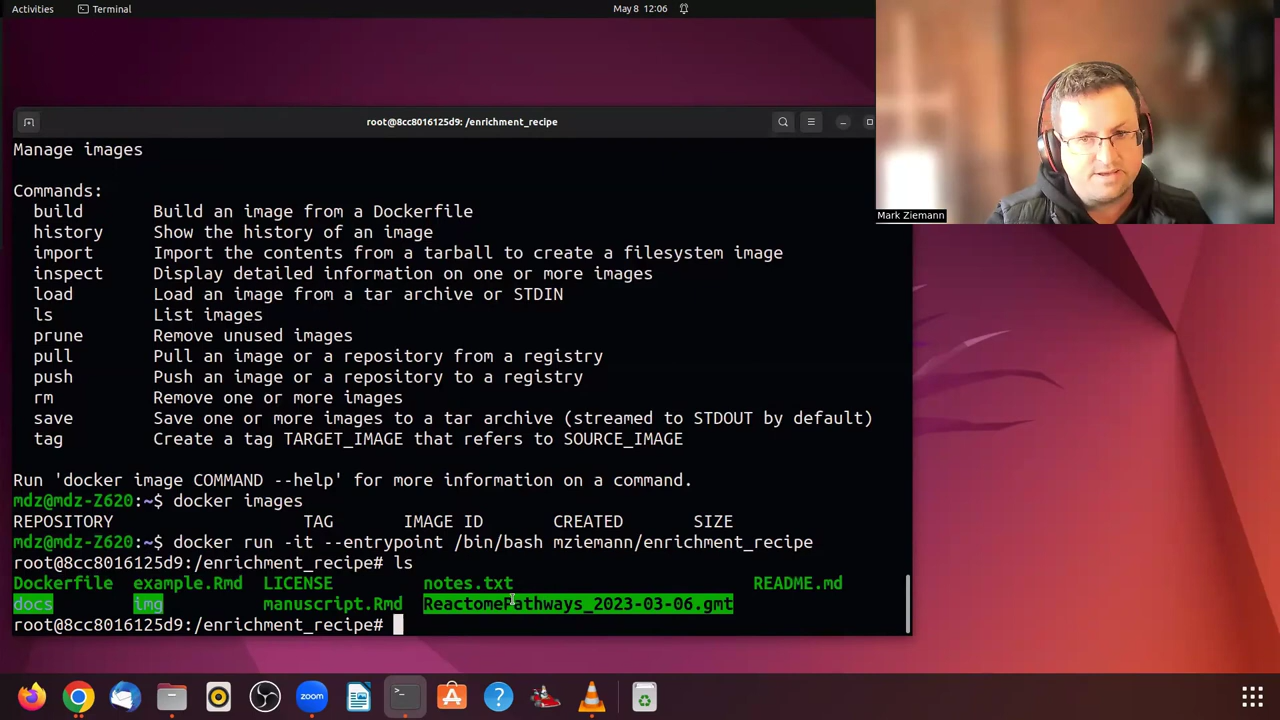 Activities
Terminal
May 8 12:06
root@8cc8016125d9: /enrichment_recipe
Mark Ziemann
Manage images
Commands:
build Build an image from a Dockerfile
history Show the history of an image
import Import the contents from a tarball to create a filesystem image
inspect Display detailed information on one or more images
load Load an image from a tar archive or STDIN
ls List images
prune Remove unused images
pull Pull an image or a repository from a registry
push Push an image or a repository to a registry
rm Remove one or more images
save Save one or more images to a tar archive (streamed to STDOUT by default)
tag Create a tag TARGET_IMAGE that refers to SOURCE_IMAGE
Run 'docker image COMMAND --help' for more information on a command.
mdz@mdz-Z620:~$ docker images
REPOSITORY TAG IMAGE ID CREATED SIZE
mdz@mdz-Z620:~$ docker run -it --entrypoint /bin/bash mziemann/enrichment_recipe
root@8cc8016125d9:/enrichment_recipe# ls
Dockerfile example.Rmd LICENSE notes.txt README.md
docs img manuscript.Rmd ReactomePathways_2023-03-06.gmt
root@8cc8016125d9:/enrichment_recipe#
zoom